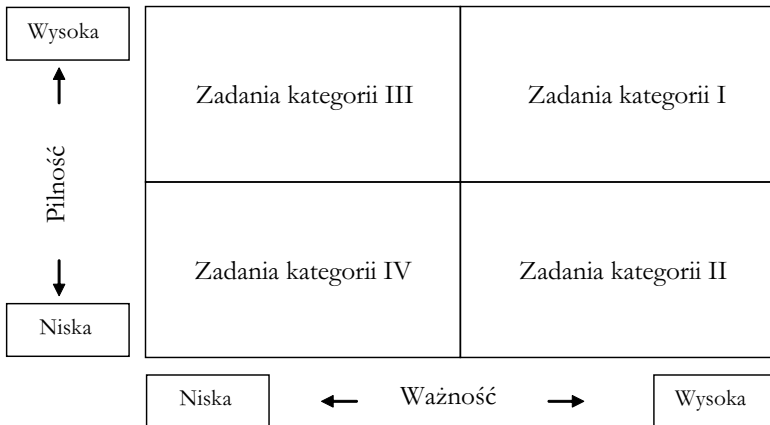 Wysoka
Zadania kategorii III
Zadania kategorii I
Pilność
Zadania kategorii IV
Zadania kategorii II
Niska
Niska
Ważność
Wysoka